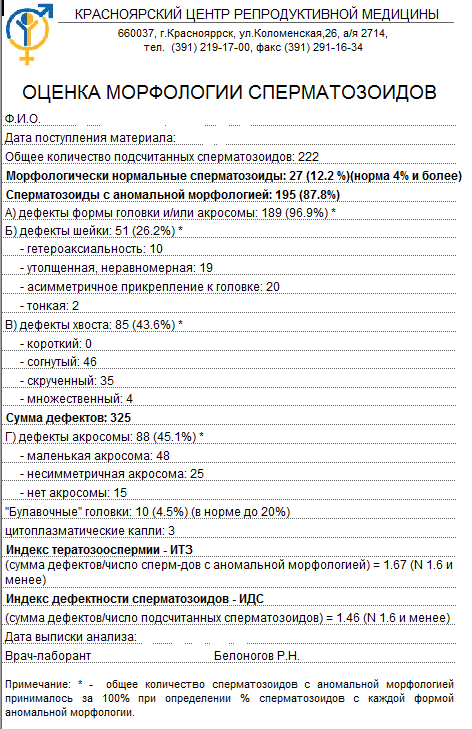 КРАСНОЯРСКИЙ ЦЕНТР РЕПРОДУКТИВНОЙ МЕДИЦИНЫ
660037, г.Краснояррск, ул.Коломенская,26, а/я 2714,
тел. (391) 219-17-00, факс (391) 291-16-34
ОЦЕНКА МОРФОЛОГИИ СПЕРМАТОЗОИДОВ
Ф.И.О.
Дата поступления материала:
Общее количество подсчитанных сперматозоидов: 222
Морфологически нормальные сперматозоиды: 27 (12.2 %)(норма 4% и более)
Сперматозоиды с аномальной морфологией: 195 (87.8%)
А) дефекты формы головки и/или акросомы: 189 (96.9%) *
Б) дефекты шейки: 51 (26.2%) *
- гетероаксиальность: 10
- утолщенная, неравномерная: 19
- асимметричное прикрепление к головке: 20
- тонкая: 2
В) дефекты хвоста: 85 (43.6%) *
- короткий: 0
- согнутый: 46
- скрученный: 35
- множественный: 4
Сумма дефектов: 325
Г) дефекты акросомы: 88 (45.1%) *
- маленькая акросома: 48
- несимметричная акросома: 25
- нет акросомы: 15
"Булавочные" головки: 10 (4.5%) (в норме до 20%)
цитоплазматические капли: 3
Индекс тератозооспермии - ИТЗ
(сумма дефектов/число сперм-дов с аномальной морфологией) = 1.67 (N 1.6 и
менее)
Индекс дефектности сперматозоидов - ИДС
(сумма дефектов/число подсчитанных сперматозоидов) = 1.46 (N 1.6 и менее)
Дата выписки анализа:
Врач-лаборант Белоногов Р.Н.
Примечание: * - общее количество сперматозоидов с аномальной морфологией
принималось за 100% при определении % сперматозоидов с каждой формой
аномальной морфологии.